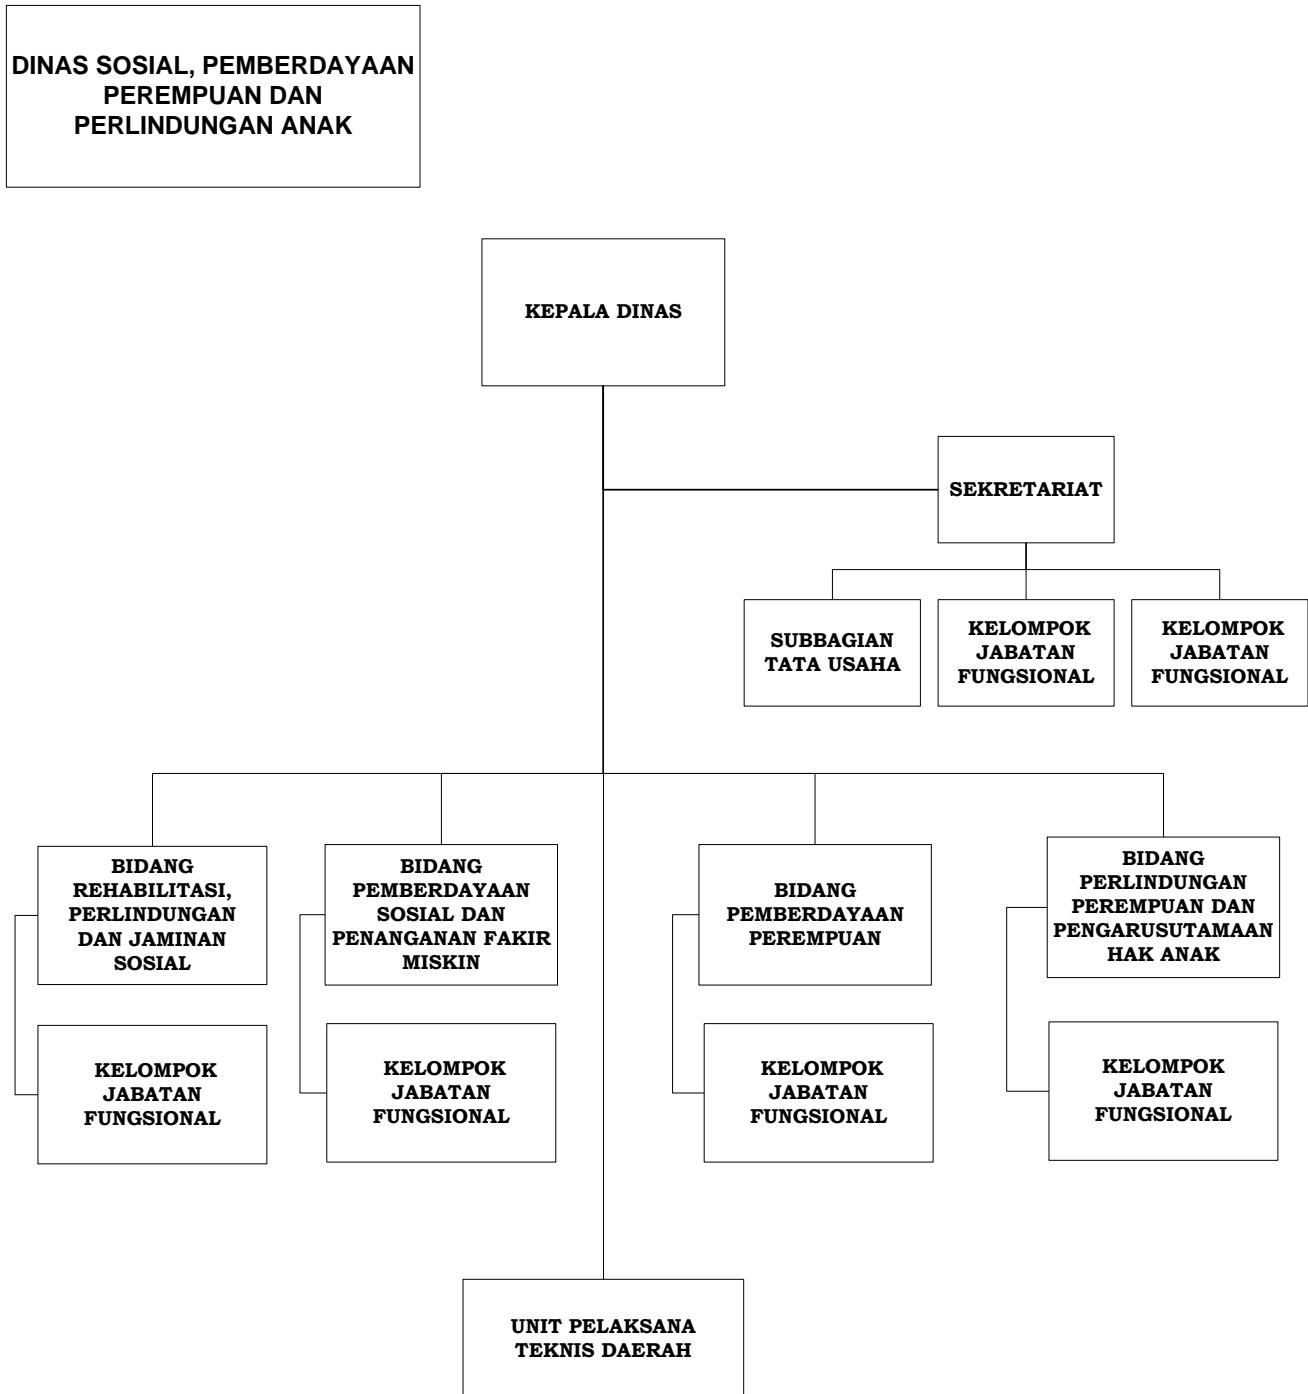 DINAS SOSIAL, PEMBERDAYAAN
PEREMPUAN DAN
PERLINDUNGAN ANAK
KEPALA DINAS
SEKRETARIAT
SUBBAGIAN
TATA USAHA
KELOMPOK
JABATAN
FUNGSIONAL
KELOMPOK
JABATAN
FUNGSIONAL
BIDANG
REHABILITASI,
PERLINDUNGAN
DAN JAMINAN
SOSIAL
BIDANG
PEMBERDAYAAN
SOSIAL DAN
PENANGANAN FAKIR
MISKIN
BIDANG
PEMBERDAYAAN
PEREMPUAN
BIDANG
PERLINDUNGAN
PEREMPUAN DAN
PENGARUSUTAMAAN
HAK ANAK
KELOMPOK
JABATAN
FUNGSIONAL
KELOMPOK
JABATAN
FUNGSIONAL
KELOMPOK
JABATAN
FUNGSIONAL
KELOMPOK
JABATAN
FUNGSIONAL
UNIT PELAKSANA
TEKNIS DAERAH